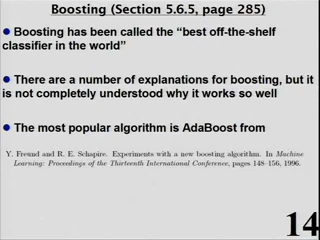 Boosting (Section 5.6.5, page 285)
Boosting has been called the “best off-the-shelf
classifier in the world”
There are a number of explanations for boosting, but it
is not completely understood why it works so well
The most popular algorithm is AdaBoost from
Y. Freund and R. E. Schapire. Experiments with a new boosting algorithm. In Machine
Learning: Proceedings of the Thirteenth International Conference, pages 148–156, 1996.
14